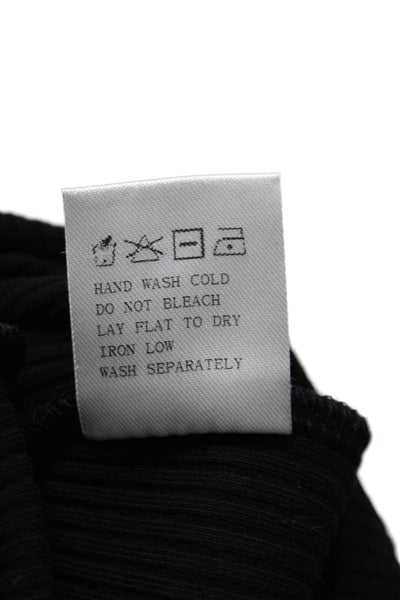 HAND WASH COLD
DO NOT BLEACH
LAY FLAT TO DRY
IRON LOW
WASH SEPARATELY